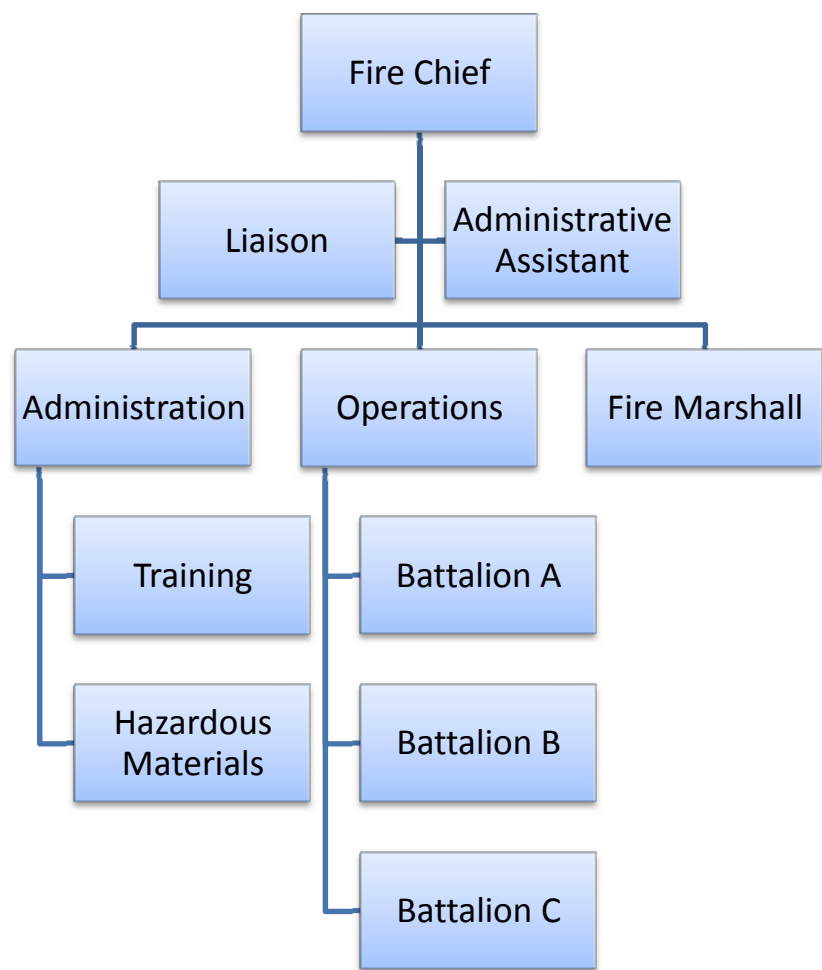 Fire Chief
Liaison
Administrative
Assistant
Administration
Operations
Fire Marshall
Training
Battalion A
Hazardous
Materials
Battalion B
Battalion C